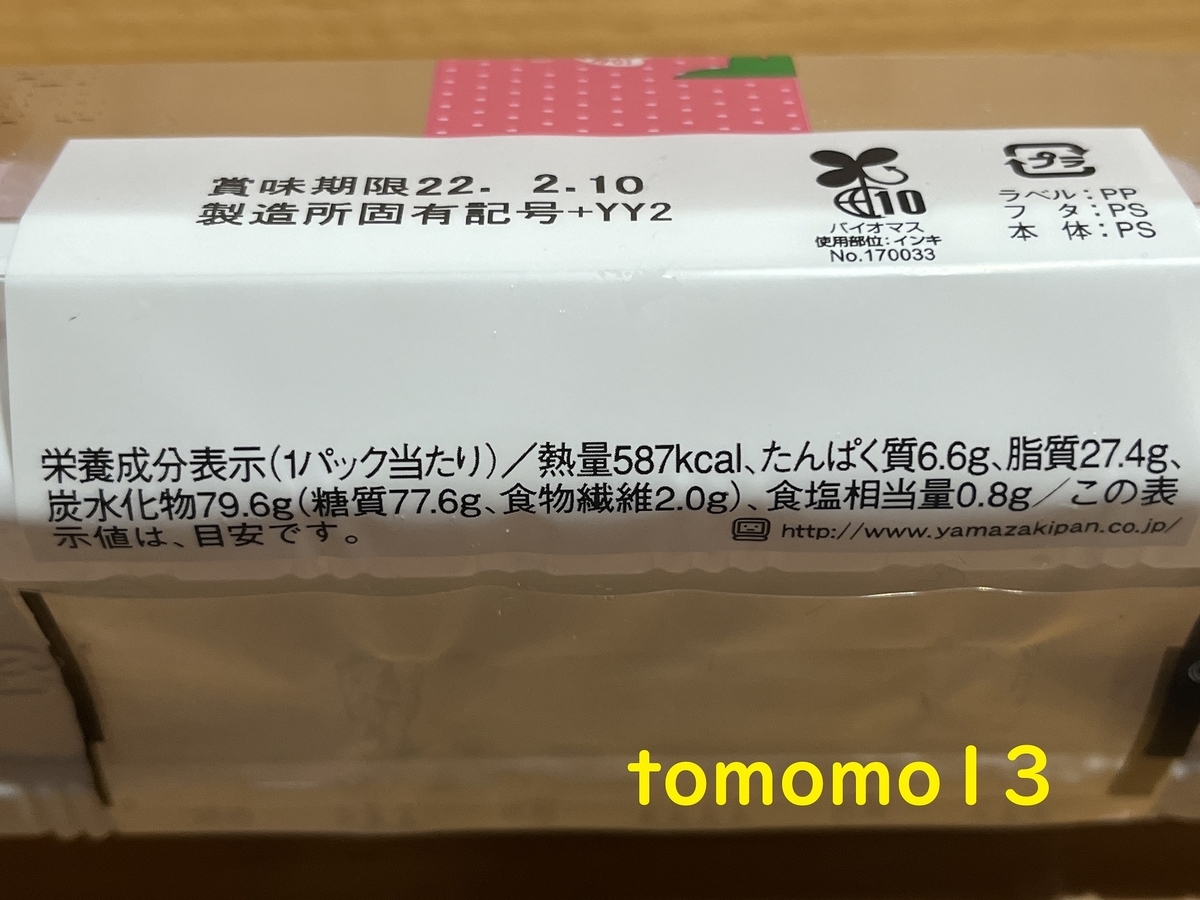 賞味期限22. 2.10
製造所固有記号+YY2
10
バイオマス
使用部位:インキ
No.170033
プラ
ラベル:PP
フタ:PS
本体:PS
栄養成分表示(1パック当たり)/熱量587kcal、たんぱく質6.6g、脂質27.4g、
炭水化物79.6g(糖質77.6g、食物繊維2.0g)、食塩相当量0.8g/この表
示値は、目安です。
http://www.yamazakipan.co.jp/
tomomo13